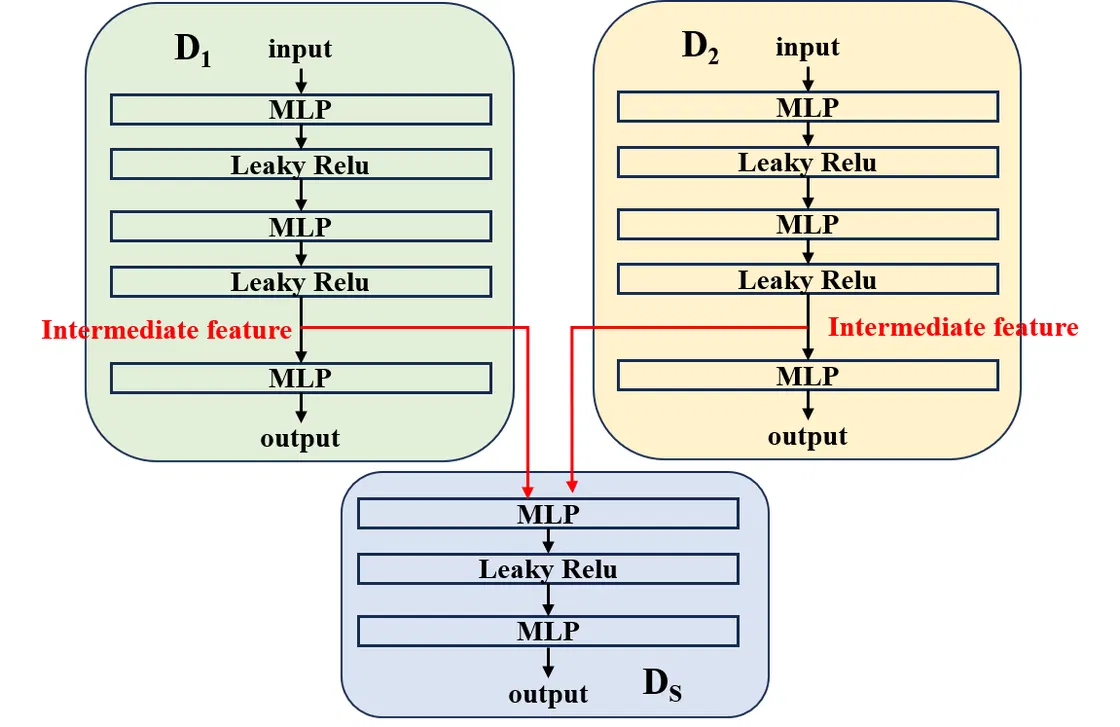 D1
input
MLP
Leaky Relu
MLP
Leaky Relu
Intermediate feature
MLP
output
D2
input
MLP
Leaky Relu
MLP
Leaky Relu
Intermediate feature
MLP
output
MLP
Leaky Relu
MLP
output
DS